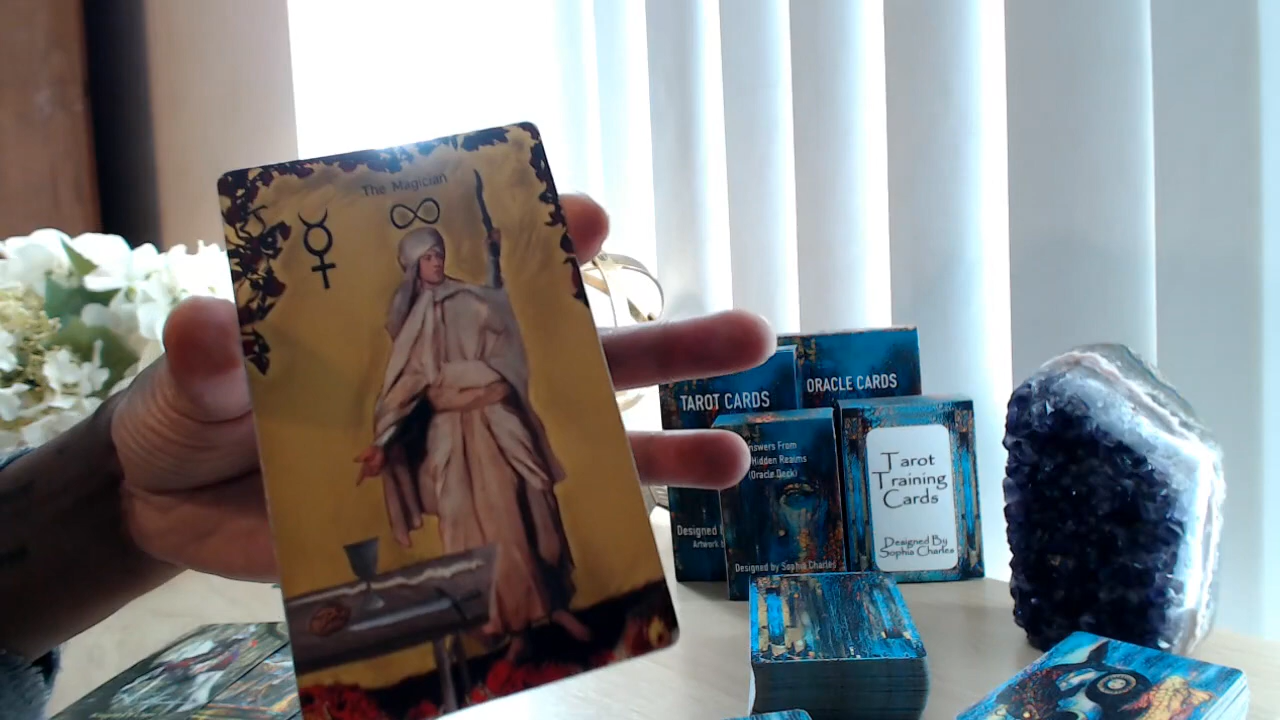 The Magician
TAROT CARDS
ORACLE CARDS
Answers From
Hidden Realms
(Oracle Deck)
Designed by Sophia Charles
Tarot
Training
Cards
Designed By
Sophia Charles
Designed
Artwork